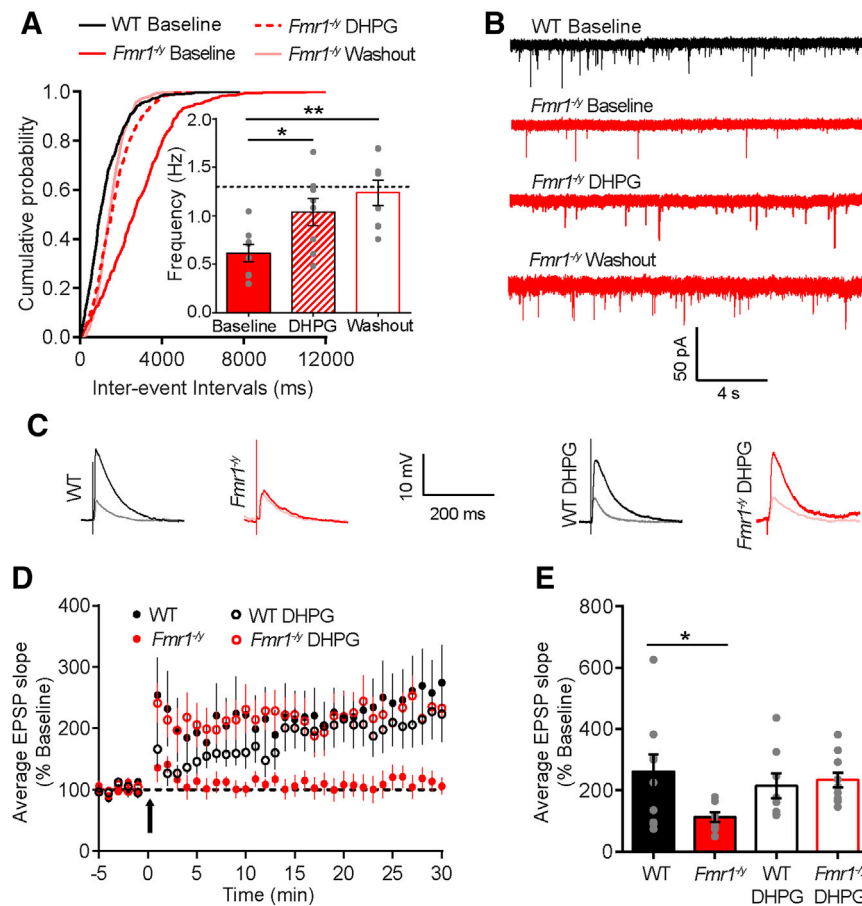 A
WT Baseline
Fmr1-/y DHPG
Fmr1-/y Baseline
Fmr1-/y Washout
Cumulative probability
1.0
0.8
0.6
0.4
0.2
0.0
0
4000
8000
12000
Inter-event Intervals (ms)
Frequency (Hz)
2.0
1.5
1.0
0.5
0.0
**
*
Baseline
DHPG
Washout
B
WT Baseline
Fmr1-/y Baseline
Fmr1-/y DHPG
Fmr1-/y Washout
50 pA
4 s
C
WT
Fmr1-/y
10 mV
200 ms
WT DHPG
Fmr1-/y DHPG
D
WT
WT DHPG
Fmr1-/y
Fmr1-/y DHPG
Average EPSP slope
(% Baseline)
400
300
200
100
0
-5
0
5
10
15
20
25
30
Time (min)
E
Average EPSP slope
(% Baseline)
800
600
400
200
0
*
WT
Fmr1-/y
WT
DHPG
Fmr1-/y
DHPG